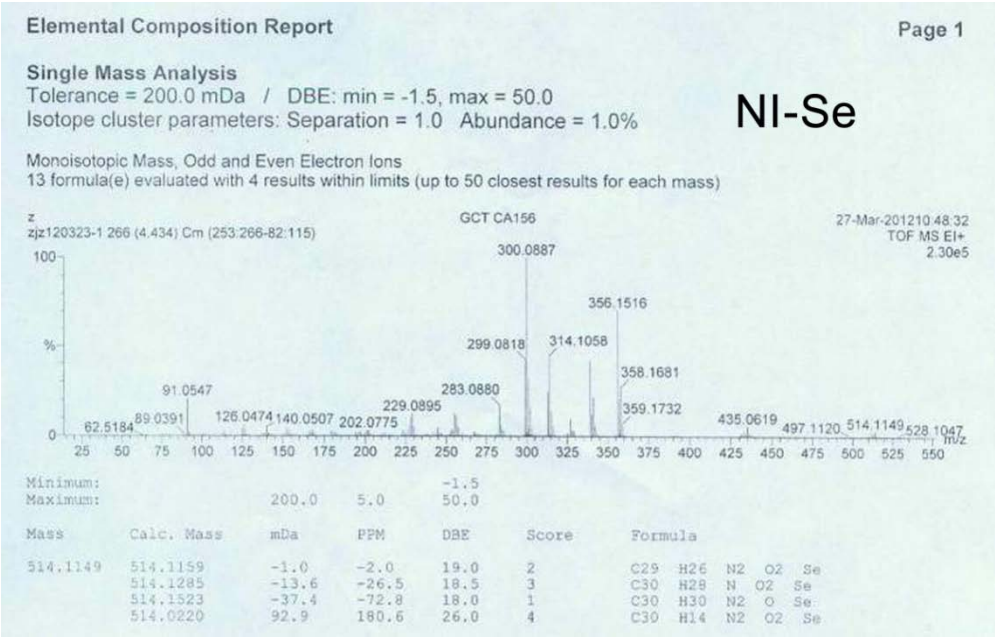 Elemental Composition Report Page 1
Single Mass Analysis
Tolerance = 200.0 mDa / DBE: min = -1.5, max = 50.0
Isotope cluster parameters: Separation = 1.0 Abundance = 1.0%
NI-Se
Monoisotopic Mass, Odd and Even Electron Ions
13 formula(e) evaluated with 4 results within limits (up to 50 closest results for each mass)
z GCT CA156 27-Mar-201210:48:32
zjz120323-1 266 (4.434) Cm (253:266-82:115) TOF MS EI+
2.30e5
100
300.0887
356.1516
%
299.0818 314.1058
358.1681
91.0547 283.0880
359.1732
229.0895
62.5184 89.0391 126.0474 140.0507 202.0775 435.0619 497.1120 514.1149 528.1047
0 m/z
25 50 75 100 125 150 175 200 225 250 275 300 325 350 375 400 425 450 475 500 525 550
Minimum: -1.5
Maximum: 200.0 5.0 50.0
Mass Calc. Mass mDa PPM DBE Score Formula
514.1149 514.1159 -1.0 -2.0 19.0 2 C29 H26 N2 O2 Se
514.1285 -13.6 -26.5 18.5 3 C30 H28 N O2 Se
514.1523 -37.4 -72.8 18.0 1 C30 H30 N2 O Se
514.0220 92.9 180.6 26.0 4 C30 H14 N2 O2 Se